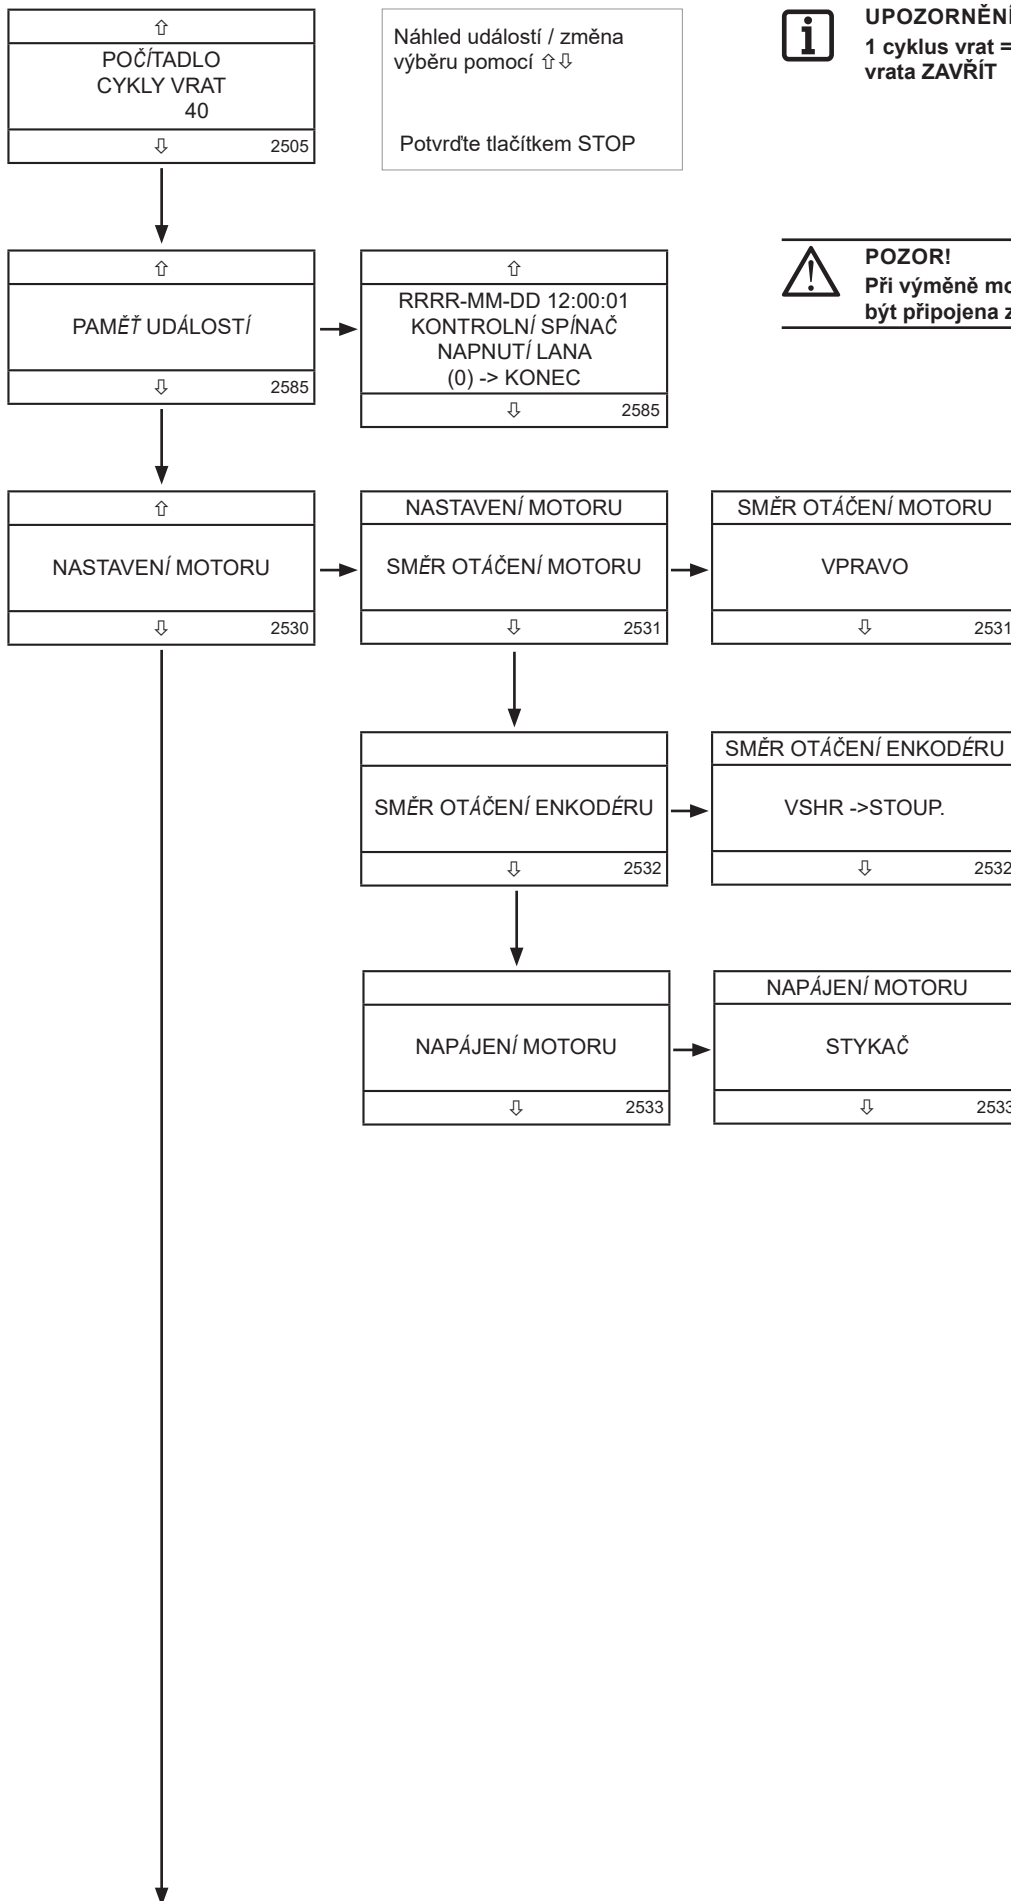 ⇧
POČÍTADLO
CYKLY VRAT
40
⇩ 2505
Náhled událostí / změna
výběru pomocí ⇧⇩
Potvrďte tlačítkem STOP
UPOZORNĚNÍ
1 cyklus vrat =
vrata ZAVŘÍT
⇧
PAMĚŤ UDÁLOSTÍ
⇩ 2585
⇧
RRRR-MM-DD 12:00:01
KONTROLNÍ SPÍNAČ
NAPNUTÍ LANA
(0) -> KONEC
⇩ 2585
POZOR!
Při výměně
být připojena
⇧
NASTAVENÍ MOTORU
⇩ 2530
NASTAVENÍ MOTORU
SMĚR OTÁČENÍ MOTORU
⇩ 2531
SMĚR OTÁČENÍ MOTORU
VPRAVO
⇩ 2531
SMĚR OTÁČENÍ ENKODÉRU
⇩ 2532
SMĚR OTÁČENÍ ENKODÉRU
VSHR ->STOUP.
⇩ 2532
NAPÁJENÍ MOTORU
⇩ 2533
NAPÁJENÍ MOTORU
STYKAČ
⇩ 2533